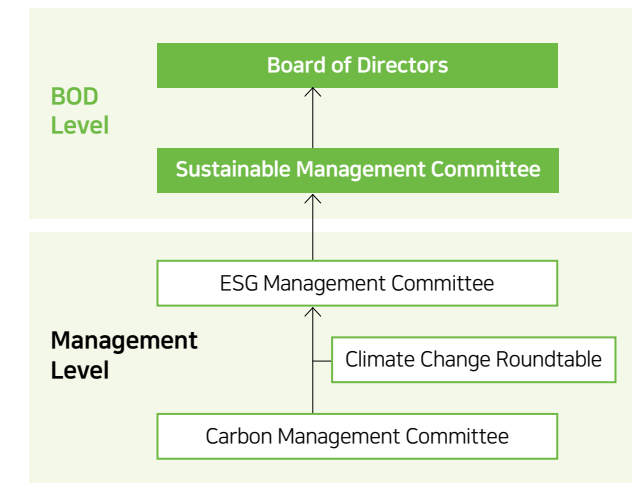 BOD
Level
Board of Directors
Sustainable Management Committee
Management
Level
ESG Management Committee
Climate Change Roundtable
Carbon Management Committee